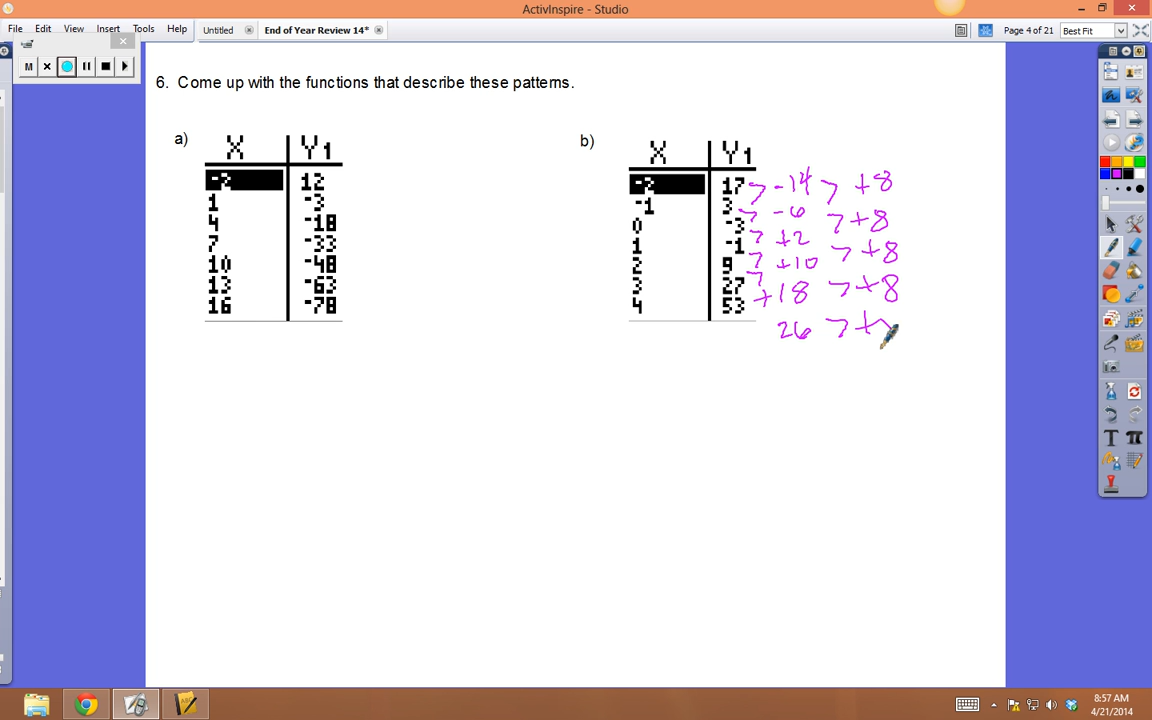 ActivInspire - Studio
File Edit View Insert Tools Help
Untitled
End of Year Review 14*
Page 4 of 21
Best Fit
M
6. Come up with the functions that describe these patterns.
a)
X Y1
-2 12
1 -3
4 -18
7 -33
10 -48
13 -63
16 -78
b)
X Y1
-2 17
-1 3
0 -3
1 -1
2 9
3 27
4 53
-14 +8
-6 +8
+2 +8
+10
+18 +8
26 +
T
ABC
8:57 AM
4/21/2014